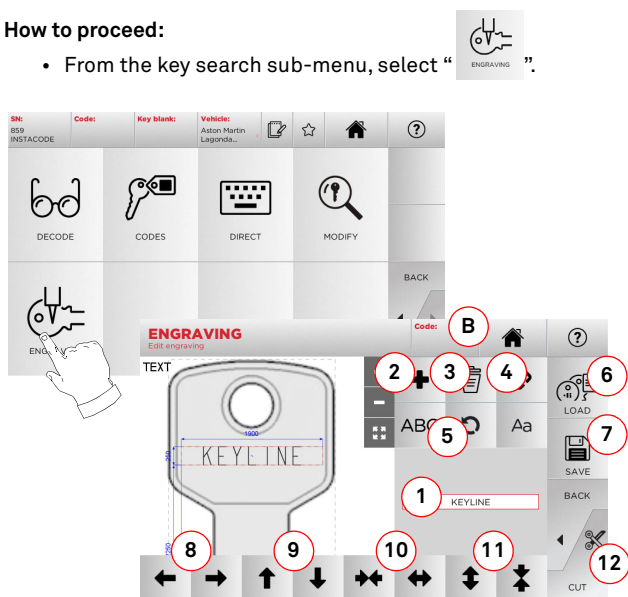 How to proceed:
• From the key search sub-menu, select “ ENGRAVING ”.
SN: Code: Key blank: Vehicle:
859 Aston Martin
INSTACODE Lagonda...
?
DECODE CODES DIRECT MODIFY
BACK
ENGRAVING
Edit engraving
Code: B
?
TEXT
2 3 4 6
LOAD
ABC 5 Aa
7
SAVE
1900
250
KEYLINE
1 KEYLINE
BACK
1250
8 9 10 11 12
CUT